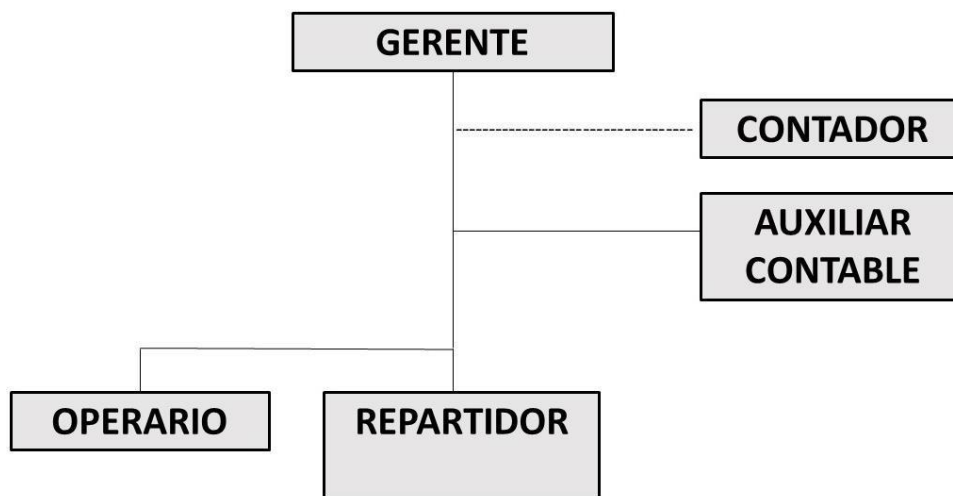 GERENTE
CONTADOR
AUXILIAR
CONTABLE
OPERARIO
REPARTIDOR